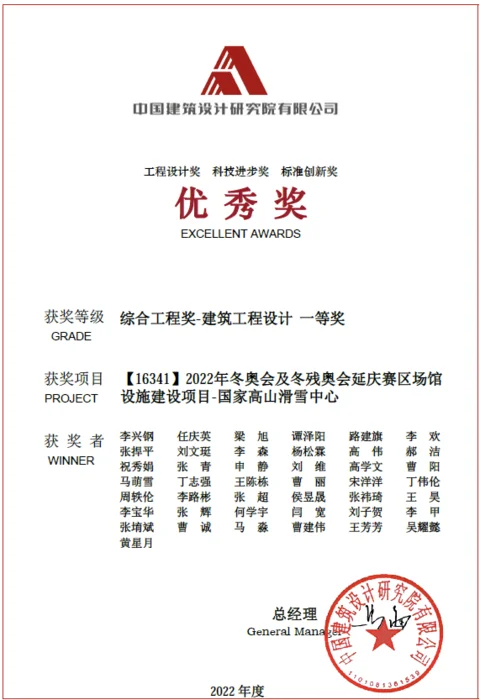 中国建筑设计研究院有限公司
工程设计奖 科技进步奖 标准创新奖
优秀奖
EXCELLENT AWARDS
获奖等级 综合工程奖-建筑工程设计 一等奖
GRADE
获奖项目 【16341】2022年冬奥会及冬残奥会延庆赛区场馆
PROJECT 设施建设项目-国家高山滑雪中心
获奖者 李兴钢 任庆英 梁旭 谭泽阳 路建旗 李欢
WINNER 张捍平 刘文珽 李森 杨松霖 高伟 郝洁
祝秀娟 张青 申静 刘维 高学文 曹阳
马萌雪 丁志强 王陈栋 曹丽 宋洋洋 丁伟伦
周轶伦 李路彬 张超 侯昱晟 张祎琦 王昊
李宝华 张辉 何学宇 闫宽 刘子贺 李甲
张堉斌 曹诚 马淼 曹建伟 王芳芳 吴耀懿
黄星月
总经理
General Manager
中国建筑设计研究院有限公司
2022 年度